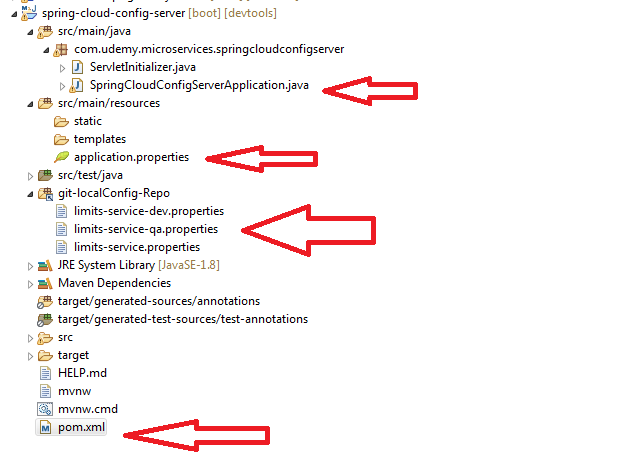 spring-cloud-config-server [boot] [devtools]
src/main/java
com.udemy.microservices.springcloudconfigserver
ServletInitializer.java
SpringCloudConfigServerApplication.java
src/main/resources
static
templates
application.properties
src/test/java
git-localConfig-Repo
limits-service-dev.properties
limits-service-qa.properties
limits-service.properties
JRE System Library [JavaSE-1.8]
Maven Dependencies
target/generated-sources/annotations
target/generated-test-sources/test-annotations
src
target
HELP.md
mvnw
mvnw.cmd
pom.xml